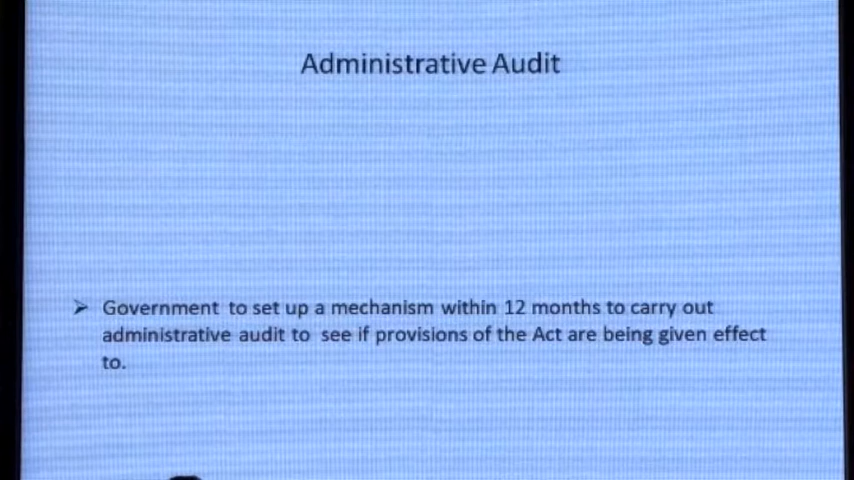 Administrative Audit
➢ Government to set up a mechanism within 12 months to carry out
administrative audit to see if provisions of the Act are being given effect
to.